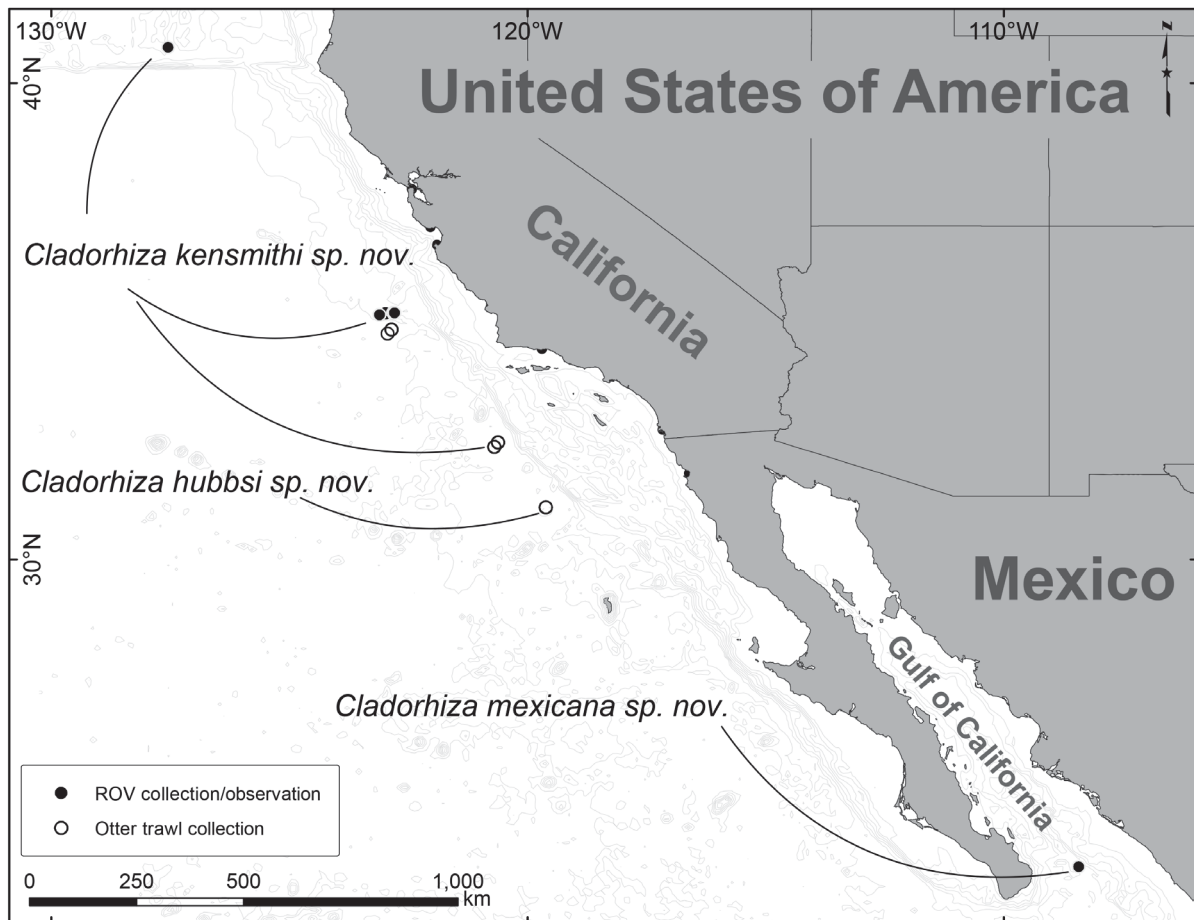 130°W
120°W
110°W
N
40°N
United States of America
California
Cladorhiza kensmithi sp. nov.
Cladorhiza hubbsi sp. nov.
30°N
Mexico
Gulf of California
Cladorhiza mexicana sp. nov.
ROV collection/observation
Otter trawl collection
0 250 500 1,000
km